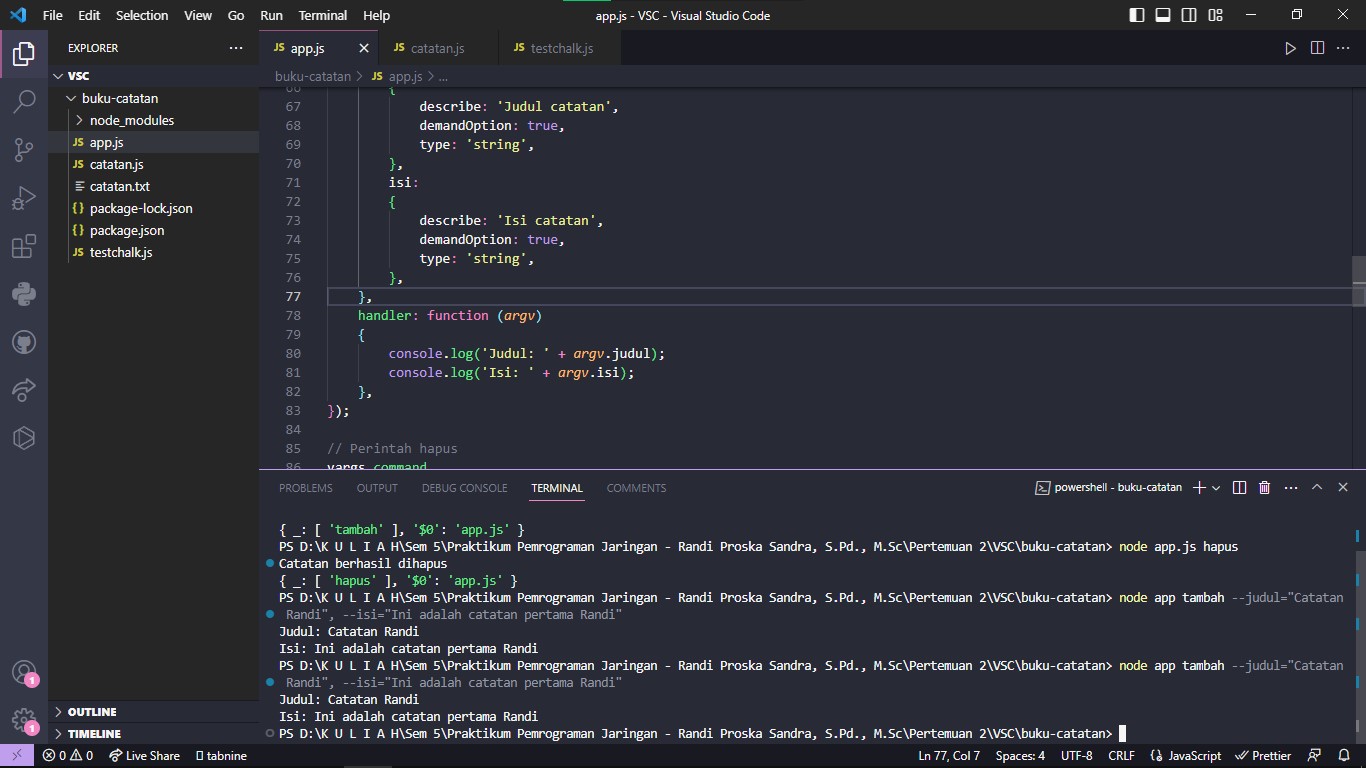 File Edit Selection View Go Run Terminal Help
app.js - VSC - Visual Studio Code
EXPLORER
VSC
buku-catatan
node_modules
JS app.js
JS catatan.js
catatan.txt
{} package-lock.json
{} package.json
JS testchalk.js
OUTLINE
TIMELINE
JS app.js
JS catatan.js
JS testchalk.js
buku-catatan > JS app.js > ...
66 {
67 describe: 'Judul catatan',
68 demandOption: true,
69 type: 'string',
70 },
71 isi:
72 {
73 describe: 'Isi catatan',
74 demandOption: true,
75 type: 'string',
76 },
77 },
78 handler: function (argv)
79 {
80 console.log('Judul: ' + argv.judul);
81 console.log('Isi: ' + argv.isi);
82 },
83 });
84
85 // Perintah hapus
86 yargs.command
PROBLEMS OUTPUT DEBUG CONSOLE TERMINAL COMMENTS
powershell - buku-catatan
{ _: [ 'tambah' ], '$0': 'app.js' }
PS D:\K U L I A H\Sem 5\Praktikum Pemrograman Jaringan - Randi Proska Sandra, S.Pd., M.Sc\Pertemuan 2\VSC\buku-catatan> node app.js hapus
Catatan berhasil dihapus
{ _: [ 'hapus' ], '$0': 'app.js' }
PS D:\K U L I A H\Sem 5\Praktikum Pemrograman Jaringan - Randi Proska Sandra, S.Pd., M.Sc\Pertemuan 2\VSC\buku-catatan> node app tambah --judul="Catatan
Randi", --isi="Ini adalah catatan pertama Randi"
Judul: Catatan Randi
Isi: Ini adalah catatan pertama Randi
PS D:\K U L I A H\Sem 5\Praktikum Pemrograman Jaringan - Randi Proska Sandra, S.Pd., M.Sc\Pertemuan 2\VSC\buku-catatan> node app tambah --judul="Catatan
Randi", --isi="Ini adalah catatan pertama Randi"
Judul: Catatan Randi
Isi: Ini adalah catatan pertama Randi
PS D:\K U L I A H\Sem 5\Praktikum Pemrograman Jaringan - Randi Proska Sandra, S.Pd., M.Sc\Pertemuan 2\VSC\buku-catatan>
1
1
0 0 Live Share tabnine
Ln 77, Col 7 Spaces: 4 UTF-8 CRLF {} JavaScript Prettier